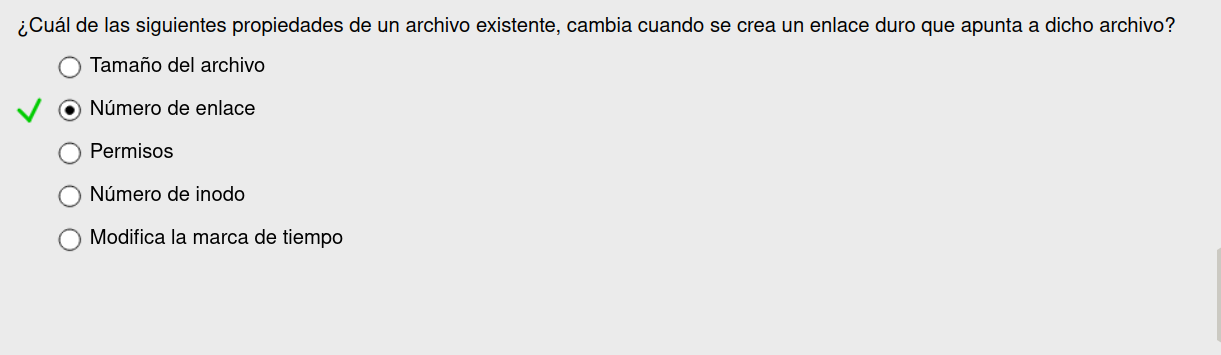 ¿Cuál de las siguientes propiedades de un archivo existente, cambia cuando se crea un enlace duro que apunta a dicho archivo?
Tamaño del archivo
Número de enlace
Permisos
Número de inodo
Modifica la marca de tiempo